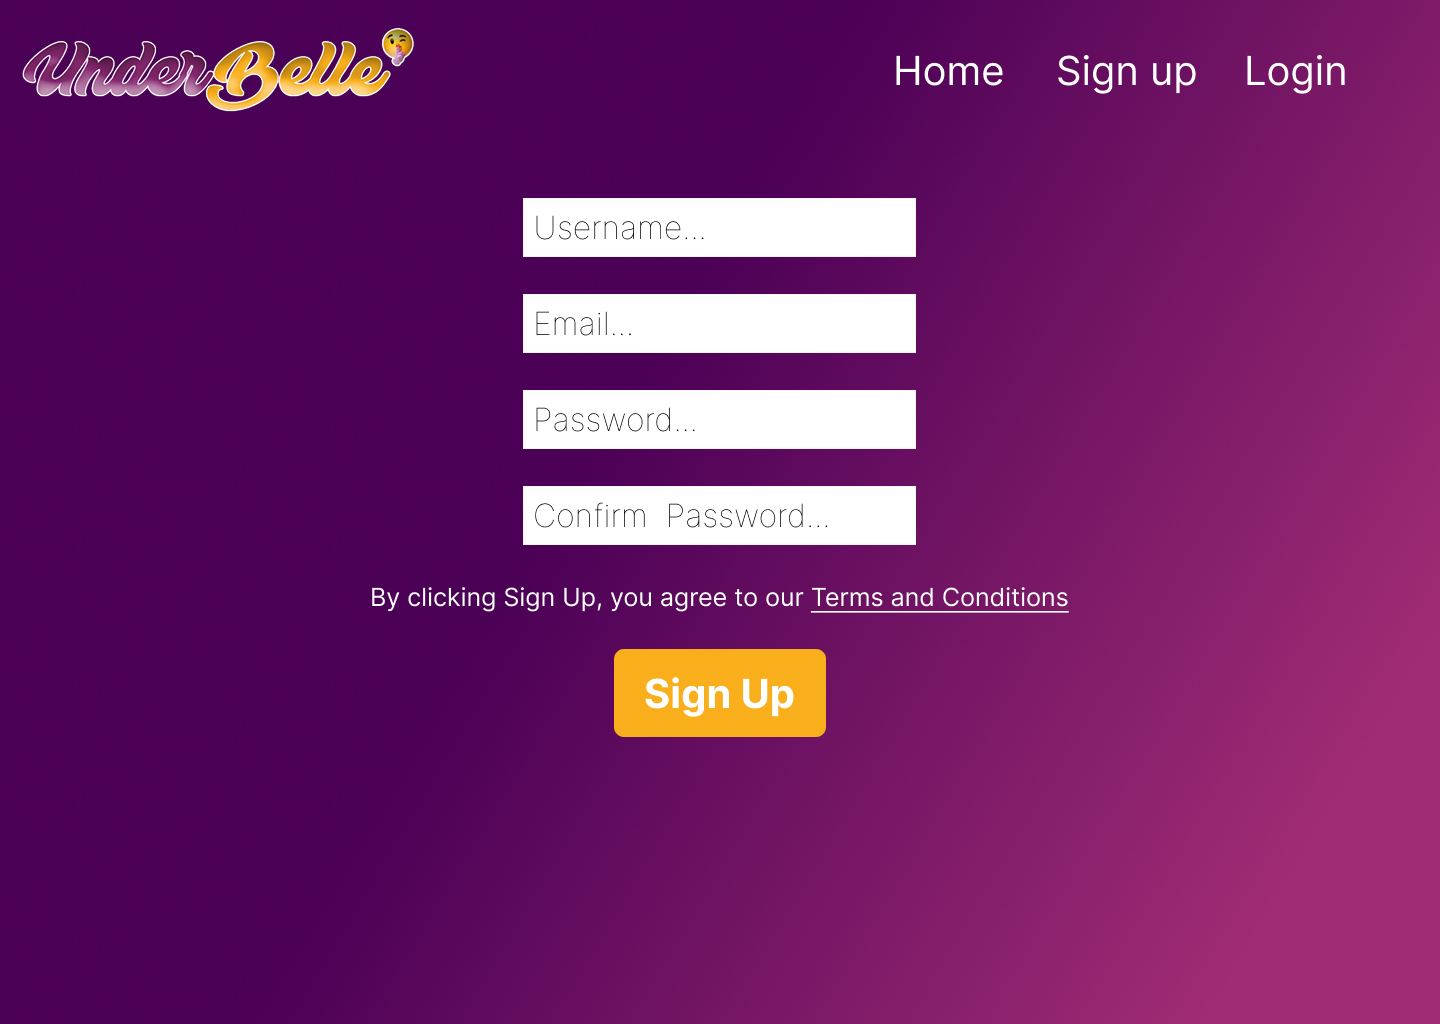 UnderBelle
Home Sign up Login
Username...
Email...
Password...
Confirm Password...
By clicking Sign Up, you agree to our Terms and Conditions
Sign Up